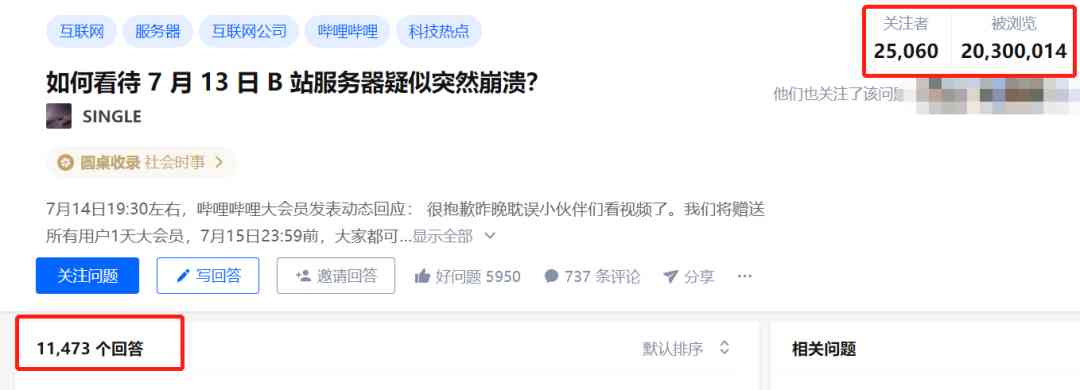 互联网 服务器 互联网公司 哔哩哔哩 科技热点
关注者 被浏览
25,060 20,300,014
如何看待 7 月 13 日 B 站服务器疑似突然崩溃?
他们也关注了该问题
SINGLE
圆桌收录 社会时事
7月14日19:30左右,哔哩哔哩大会员发表动态回应: 很抱歉昨晚耽误小伙伴们看视频了。我们将赠送
所有用户1天大会员,7月15日23:59前,大家都可...显示全部
关注问题 写回答 邀请回答 好问题 5950 737 条评论 分享 ···
11,473 个回答 默认排序 相关问题